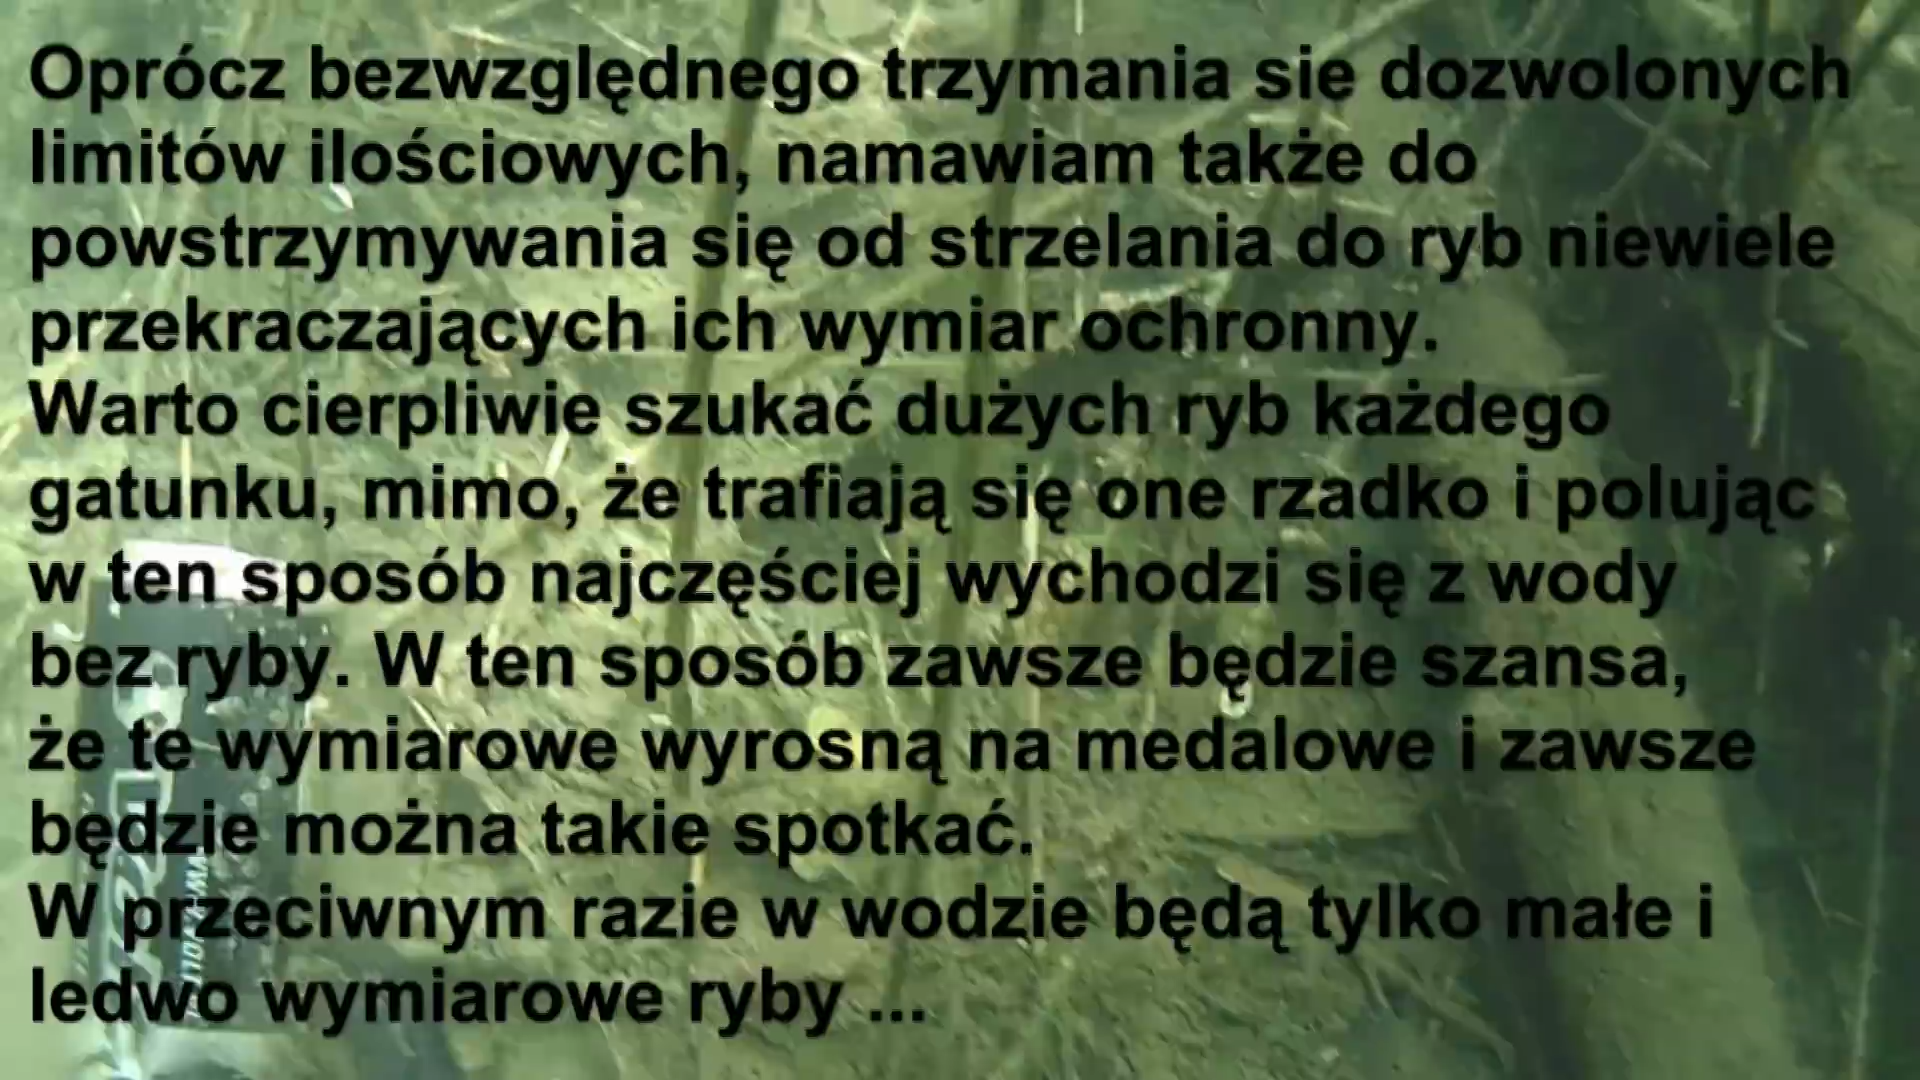 Oprócz bezwzględnego trzymania sie dozwolonych
limitów ilościowych, namawiam także do
powstrzymywania się od strzelania do ryb niewiele
przekraczających ich wymiar ochronny.
Warto cierpliwie szukać dużych ryb każdego
gatunku, mimo, że trafiają się one rzadko i polując
w ten sposób najczęściej wychodzi się z wody
bez ryby. W ten sposób zawsze będzie szansa,
że te wymiarowe wyrosną na medalowe i zawsze
będzie można takie spotkać.
W przeciwnym razie w wodzie będą tylko małe i
ledwo wymiarowe ryby ...